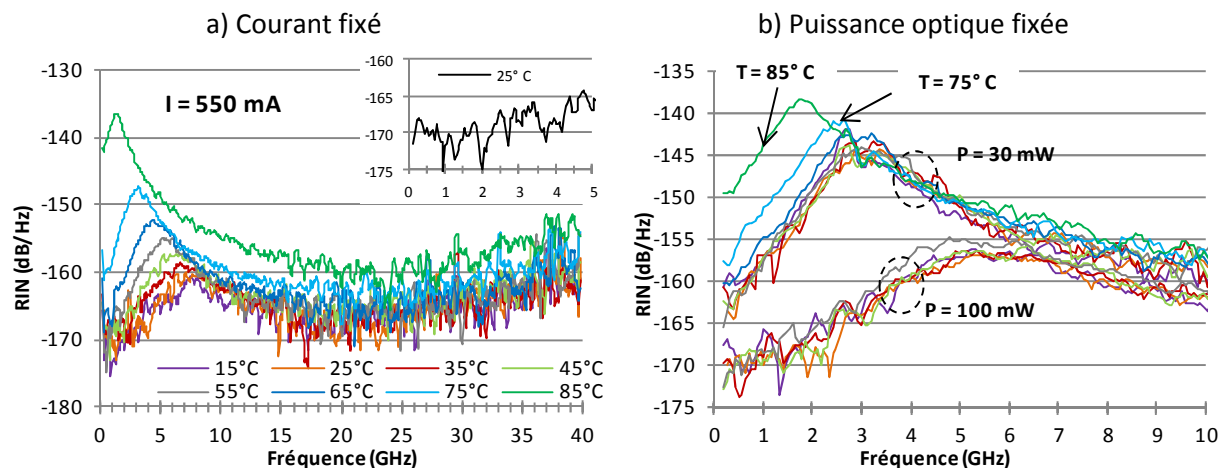 a) Courant fixé
b) Puissance optique fixée
RIN (dB/Hz)
-130
-140
-150
-160
-170
-180
I = 550 mA
-160
-165
-170
-175
25° C
0 1 2 3 4 5
15°C 25°C 35°C 45°C
55°C 65°C 75°C 85°C
0 5 10 15 20 25 30 35 40
Fréquence (GHz)
RIN (dB/Hz)
-135
-140
-145
-150
-155
-160
-165
-170
-175
T = 85° C
T = 75° C
P = 30 mW
P = 100 mW
0 1 2 3 4 5 6 7 8 9 10
Fréquence (GHz)